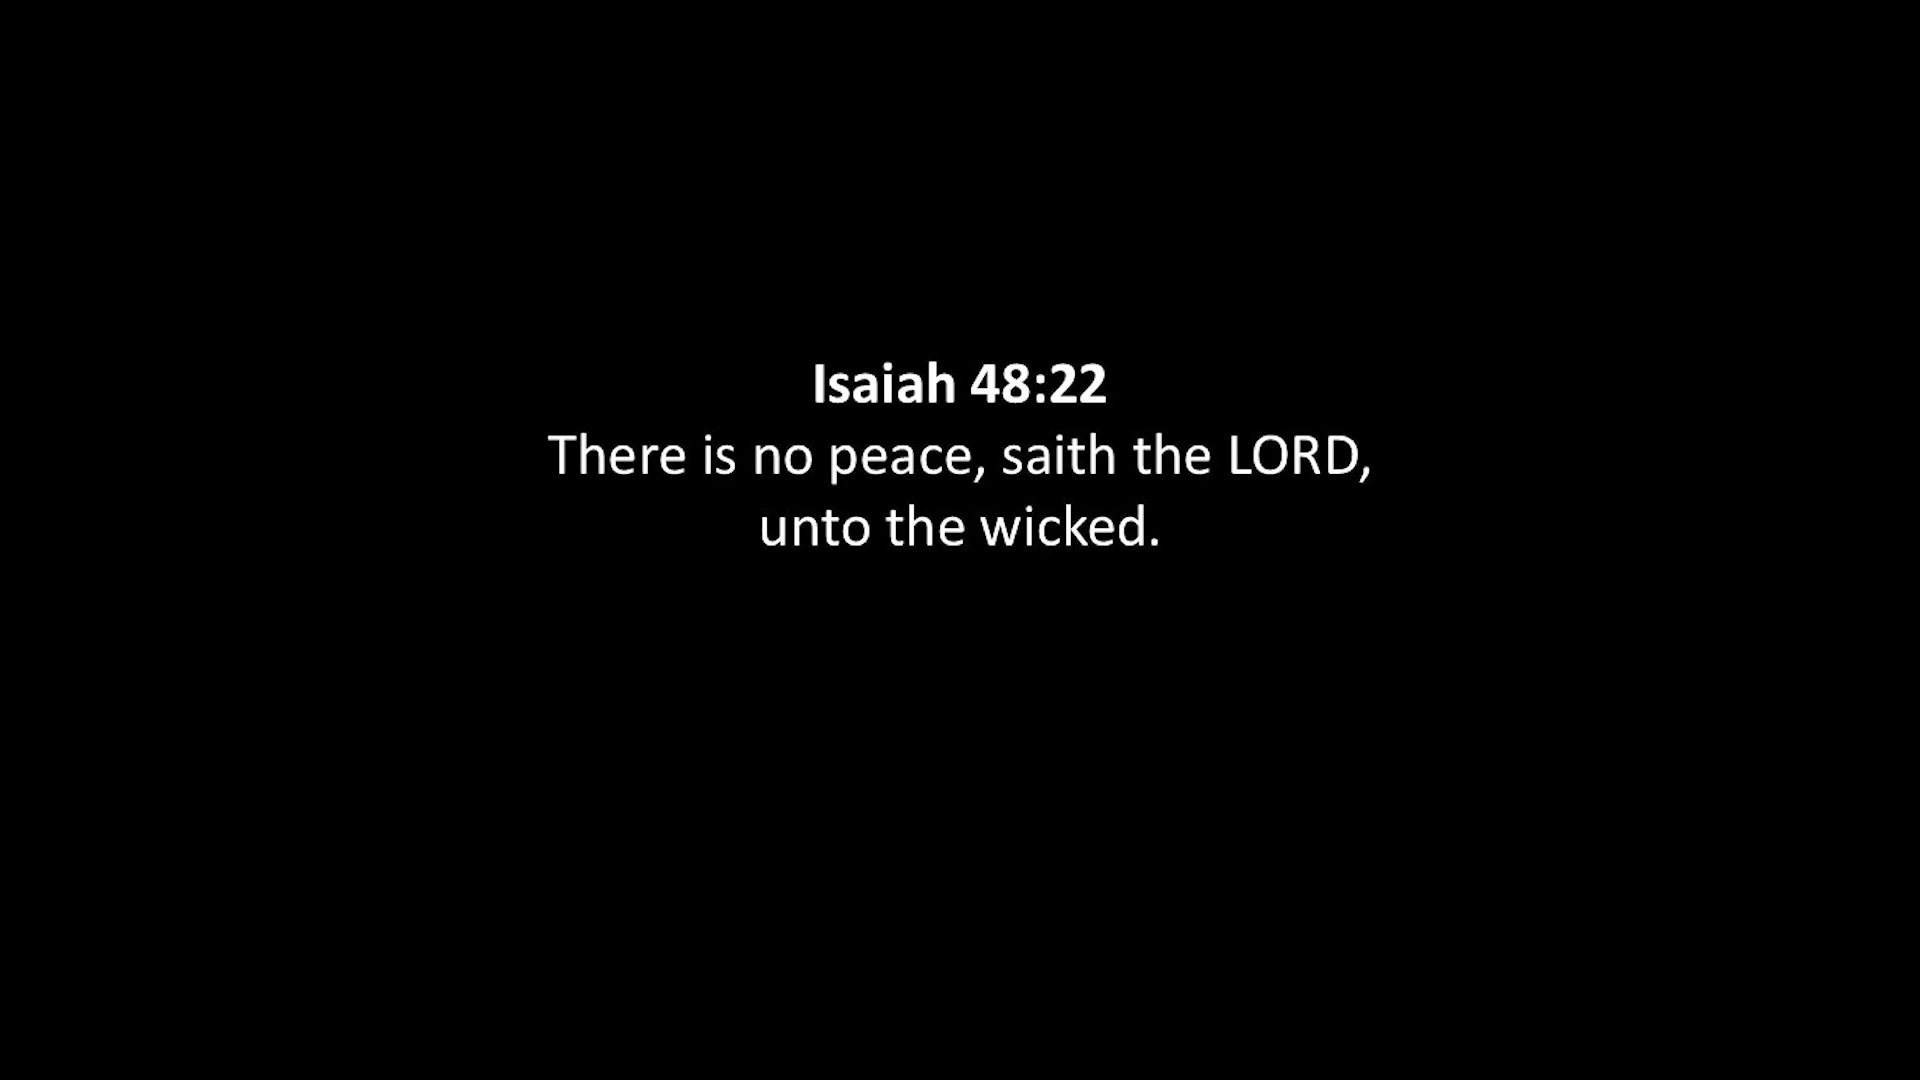 Isaiah 48:22
There is no peace, saith the LORD,
unto the wicked.